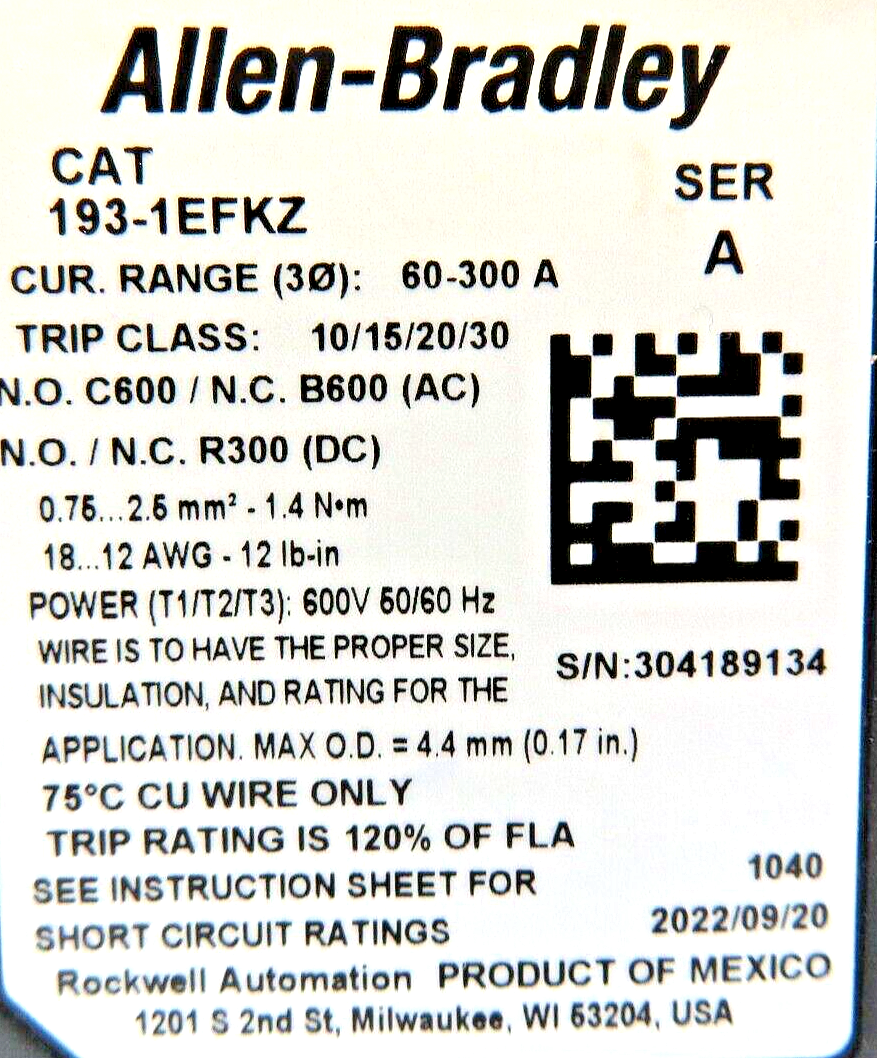 Allen-Bradley
CAT
193-1EFKZ
SER
A
CUR. RANGE (3Ø): 60-300 A
TRIP CLASS: 10/15/20/30
N.O. C600 / N.C. B600 (AC)
N.O. / N.C. R300 (DC)
0.75...2.5 mm² - 1.4 N•m
18...12 AWG - 12 lb-in
POWER (T1/T2/T3): 600V 50/60 Hz
WIRE IS TO HAVE THE PROPER SIZE,
INSULATION, AND RATING FOR THE
APPLICATION. MAX O.D. = 4.4 mm (0.17 in.)
S/N:304189134
75°C CU WIRE ONLY
TRIP RATING IS 120% OF FLA
SEE INSTRUCTION SHEET FOR
SHORT CIRCUIT RATINGS
1040
2022/09/20
Rockwell Automation PRODUCT OF MEXICO
1201 S 2nd St, Milwaukee, WI 53204, USA